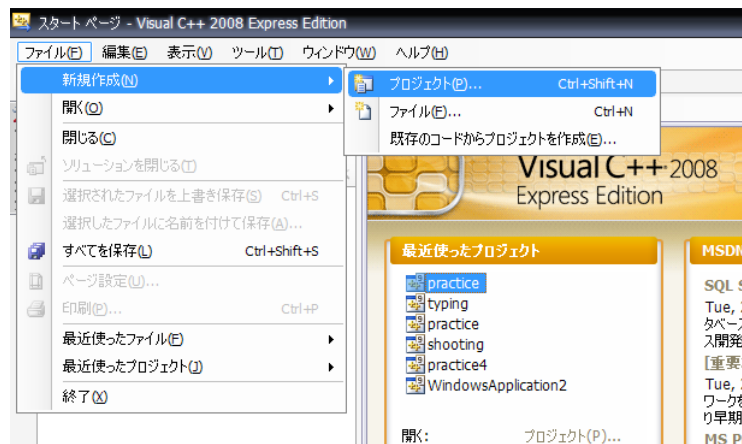 スタート ページ - Visual C++ 2008 Express Edition
ファイル(F) 編集(E) 表示(V) ツール(T) ウィンドウ(W) ヘルプ(H)
新規作成(N)
プロジェクト(P)... Ctrl+Shift+N
ファイル(F)... Ctrl+N
既存のコードからプロジェクトを作成(E)...
開く(O)
閉じる(C)
ソリューションを閉じる(T)
選択されたファイルを上書き保存(S) Ctrl+S
選択したファイルに名前を付けて保存(A)...
すべてを保存(L) Ctrl+Shift+S
ページ設定(U)...
印刷(P)... Ctrl+P
最近使ったファイル(F)
最近使ったプロジェクト(J)
終了(X)
Visual C++ 2008
Express Edition
最近使ったプロジェクト
practice
typing
practice
shooting
practice4
WindowsApplication2
開く: プロジェクト(P)...
MSDN
SQL S
Tue,
タベース
ス開発
[重要
Tue,
ワークを
り早期
MS P